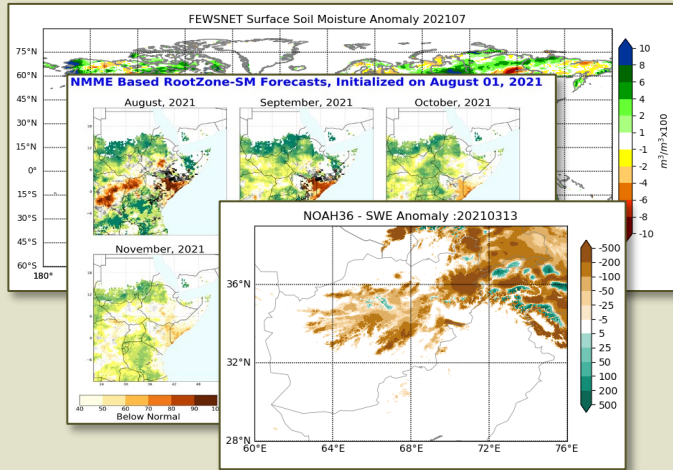 FEWSNET Surface Soil Moisture Anomaly 202107
75°N
60°N
45°N
30°N
15°N
0°
15°S
30°S
45°S
60°S
180°
10
8
6
4
2
1
-1
-2
-4
-6
-8
-10
m³/m³x100
NMME Based RootZone-SM Forecasts, Initialized on August 01, 2021
August, 2021
September, 2021
October, 2021
November, 2021
40 50 60 70 80 90
Below Normal
NOAH36 - SWE Anomaly :20210313
36°N
32°N
28°N
60°E 64°E 68°E 72°E 76°E
-500
-200
-100
-50
-25
-5
5
25
50
100
200
500